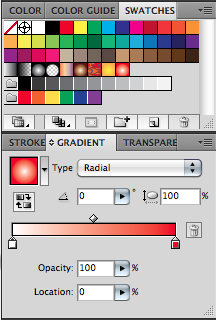 COLOR COLOR GUIDE SWATCHES
STROKE GRADIENT TRANSPARE
Type Radial
0 ° 100 %
Opacity: 100 %
Location: 0 %